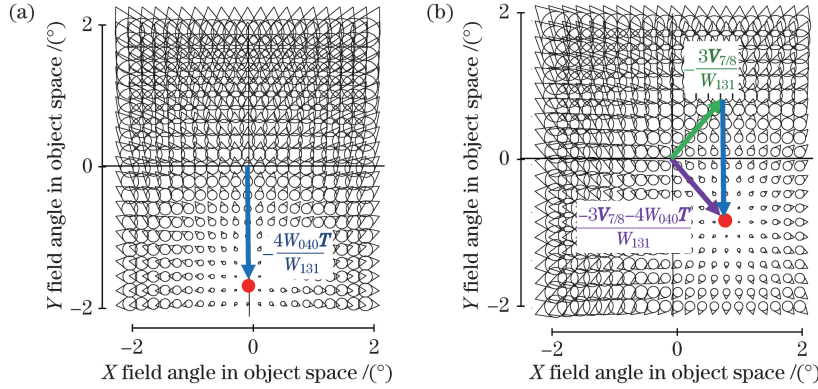 (a)
2
0
−2
Y field angle in object space /(°)
−4W₀₄₀T
W₁₃₁
−2 0 2
X field angle in object space /(°)
(b)
2
0
−2
Y field angle in object space /(°)
−3V₇/₈
W₁₃₁
−3V₇/₈−4W₀₄₀T
W₁₃₁
−2 0 2
X field angle in object space /(°)